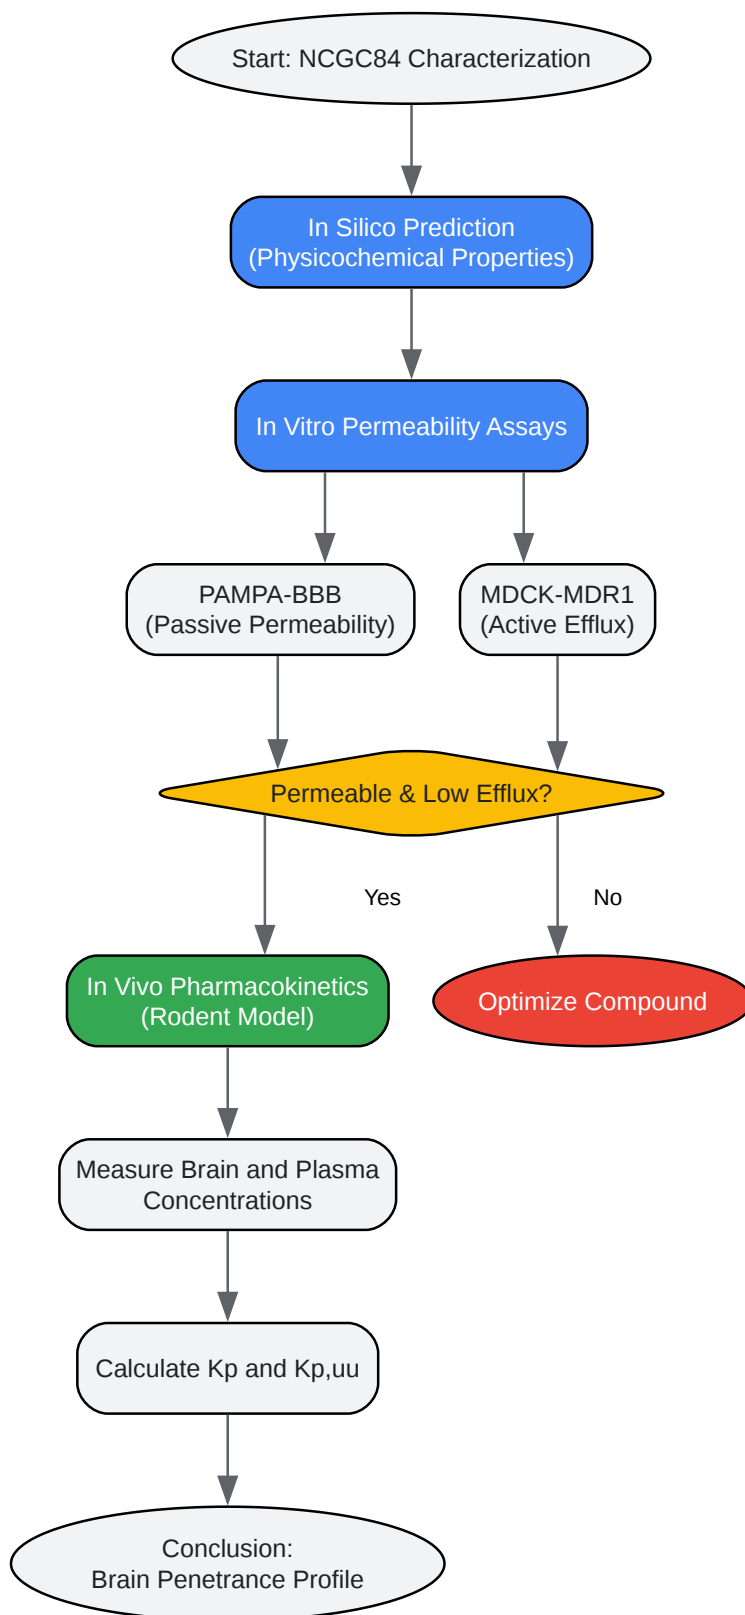 Start: NCGC84 Characterization
In Silico Prediction
(Physicochemical Properties)
In Vitro Permeability Assays
PAMPA-BBB
(Passive Permeability)
MDCK-MDR1
(Active Efflux)
Permeable & Low Efflux?
Yes
No
In Vivo Pharmacokinetics
(Rodent Model)
Optimize Compound
Measure Brain and Plasma
Concentrations
Calculate Kp and Kp,uu
Conclusion:
Brain Penetrance Profile